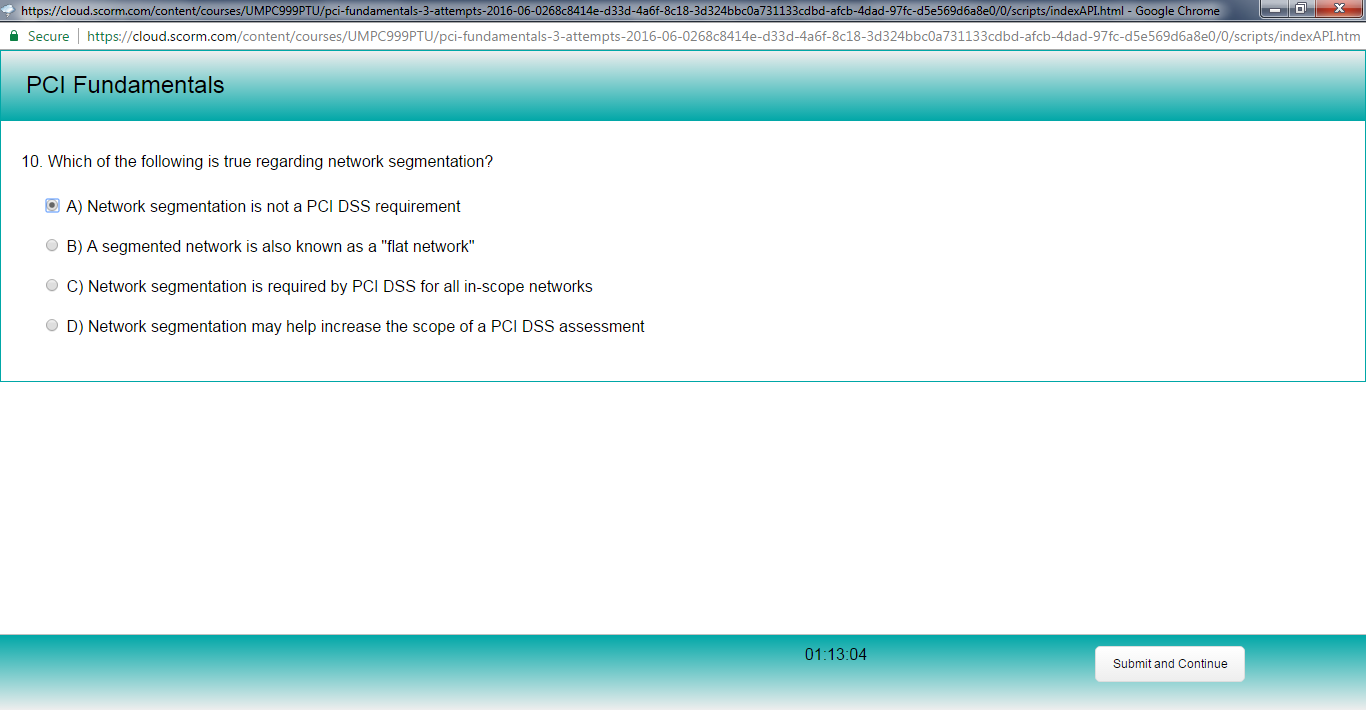 https://cloud.scorm.com/content/courses/UMPC999PTU/pci-fundamentals-3-attempts-2016-06-0268c8414e-d33d-4a6f-8c18-3d324bbc0a731133cdbd-afcb-4dad-97fc-d5e569d6a8e0/0/scripts/indexAPI.html - Google Chrome
Secure | https://cloud.scorm.com/content/courses/UMPC999PTU/pci-fundamentals-3-attempts-2016-06-0268c8414e-d33d-4a6f-8c18-3d324bbc0a731133cdbd-afcb-4dad-97fc-d5e569d6a8e0/0/scripts/indexAPI.htm
PCI Fundamentals
10. Which of the following is true regarding network segmentation?
A) Network segmentation is not a PCI DSS requirement
B) A segmented network is also known as a "flat network"
C) Network segmentation is required by PCI DSS for all in-scope networks
D) Network segmentation may help increase the scope of a PCI DSS assessment
01:13:04
Submit and Continue